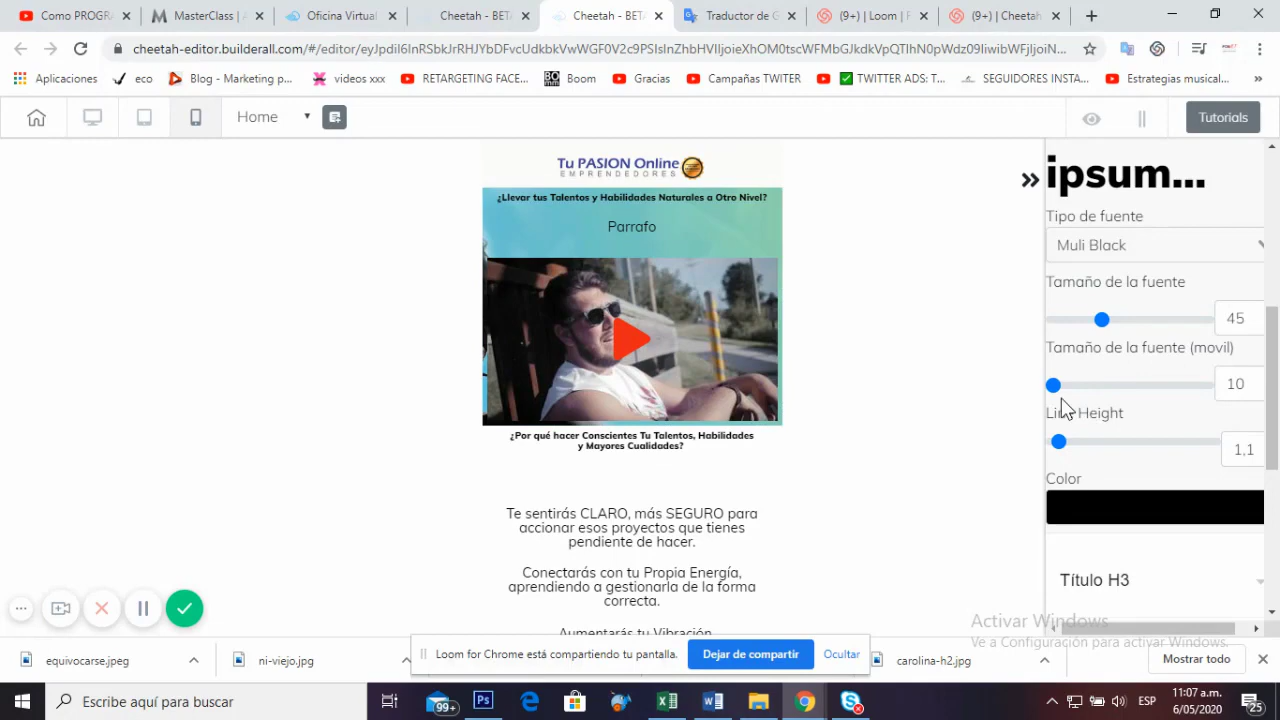 Como PROGR
MasterClass | A
Oficina Virtual
Cheetah - BET
Cheetah - BET
Traductor de G
(9+) | Loom | F
(9+) | Cheetah
cheetah-editor.builderall.com/#/editor/
Aplicaciones
eco
Blog - Marketing p...
videos xxx
RETARGETING FACE...
Boom
Gracias
Campañas TWITER
TWITTER ADS: T...
SEGUIDORES INSTA...
Estrategias musical...
Home
Tutorials
Tu PASION Online
EMPRENDEDORES
¿Llevar tus Talentos y Habilidades Naturales a Otro Nivel?
Parrafo
¿Por qué hacer Conscientes Tu Talentos, Habilidades
y Mayores Cualidades?
Te sentirás CLARO, más SEGURO para
accionar esos proyectos que tienes
pendiente de hacer.
Conectarás con tu Propia Energía,
aprendiendo a gestionarla de la forma
correcta.
Aumentarás tu Vibración
ipsum...
Tipo de fuente
Muli Black
Tamaño de la fuente
45
Tamaño de la fuente (movil)
10
Line Height
1,1
Color
Título H3
Activar Windows
Ve a Configuración para activar Windows.
Loom for Chrome está compartiendo tu pantalla.
Dejar de compartir
Ocultar
equivocarse.jpeg
ni-viejo.jpg
carolina-h2.jpg
Mostrar todo
Escribe aquí para buscar
99+
ESP
11:07 a.m.
6/05/2020
25